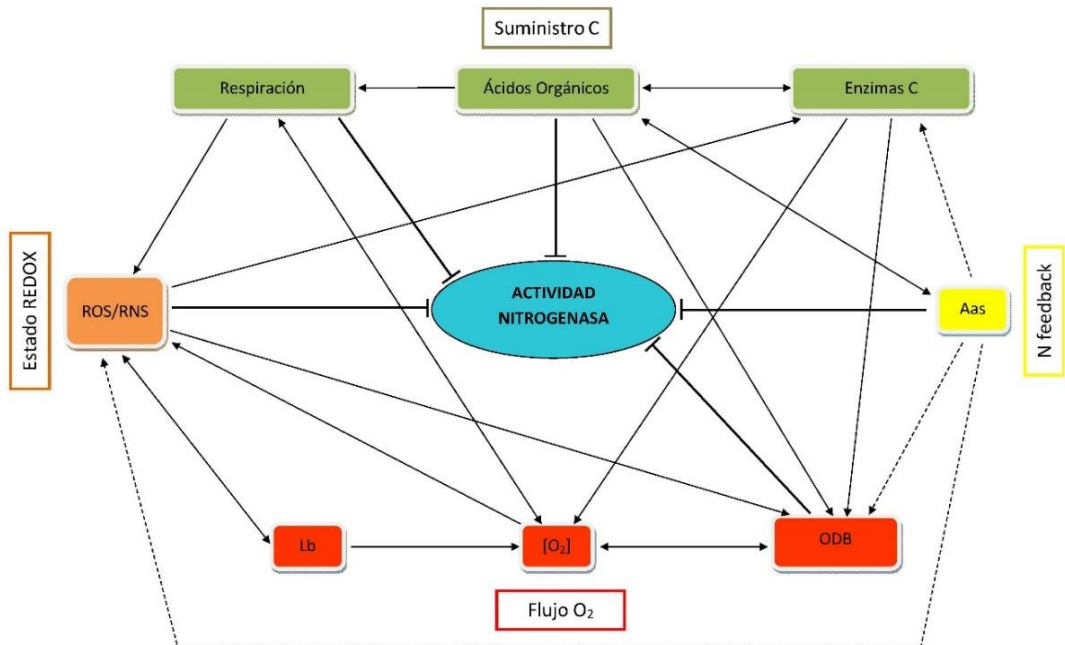 Suministro C
Respiración
Ácidos Orgánicos
Enzimas C
Estado REDOX
ROS/RNS
ACTIVIDAD
NITROGENASA
Aas
N feedback
Lb
[O₂]
ODB
Flujo O₂